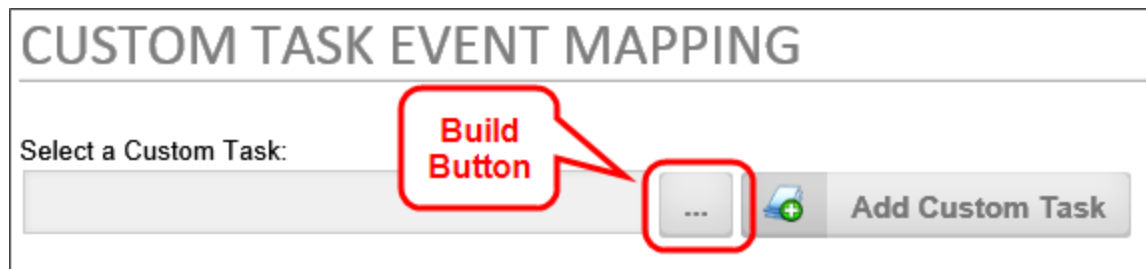 CUSTOM TASK EVENT MAPPING
Build
Button
Select a Custom Task:
...
Add Custom Task